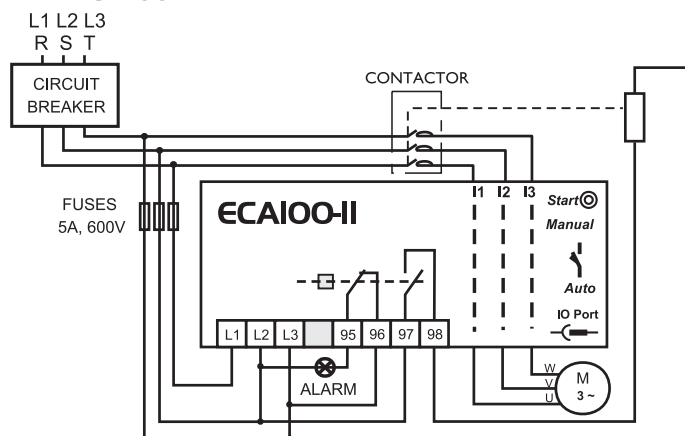 L1 L2 L3
R S T
CIRCUIT
BREAKER
CONTACTOR
FUSES
5A, 600V
I1 I2 I3
ECA100-II
Start
Manual
Auto
IO Port
L1 L2 L3 95 96 97 98
ALARM
W
V
U
M
3 ~